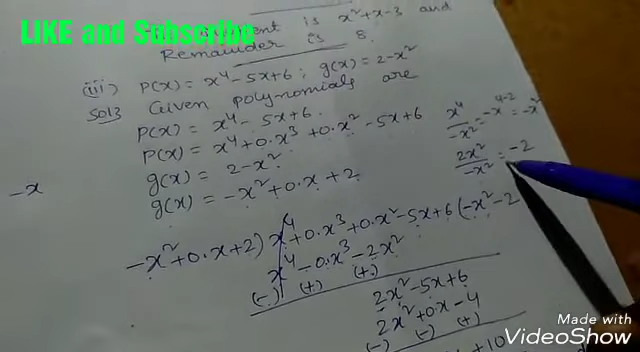 LIKE and Subscribe
is x²+x-3 and
Remainder is 8.
(iii) P(x) = x⁴-5x+6; g(x) = 2-x²
Sol3 Given polynomials are
P(x) = x⁴-5x+6.
P(x) = x⁴+0.x³+0.x²-5x+6
g(x) = 2-x²
g(x) = -x²+0.x+2
x⁴/-x² = -x⁴⁻² = -x²
2x²/-x² = -2
-x
-x²+0.x+2) x⁴+0.x³+0.x²-5x+6 (-x²-2
x⁴-0.x³-2x²
(-) (+) (+)
2x²-5x+6
2x²+0x-4
(-) (-) (+)
+10
Made with
VideoShow